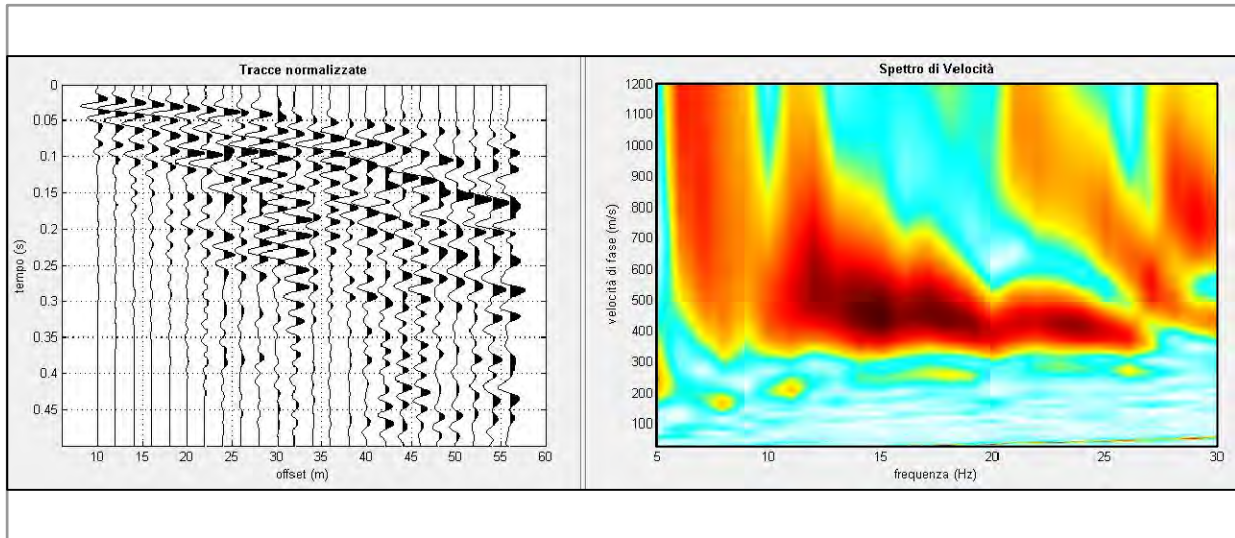 Tracce normalizzate
0
0.05
0.1
0.15
0.2
0.25
0.3
0.35
0.4
0.45
tempo (s)
10 15 20 25 30 35 40 45 50 55 60
offset (m)
Spettro di Velocità
1200
1100
1000
900
800
700
600
500
400
300
200
100
velocità di fase (m/s)
5 10 15 20 25 30
frequenza (Hz)